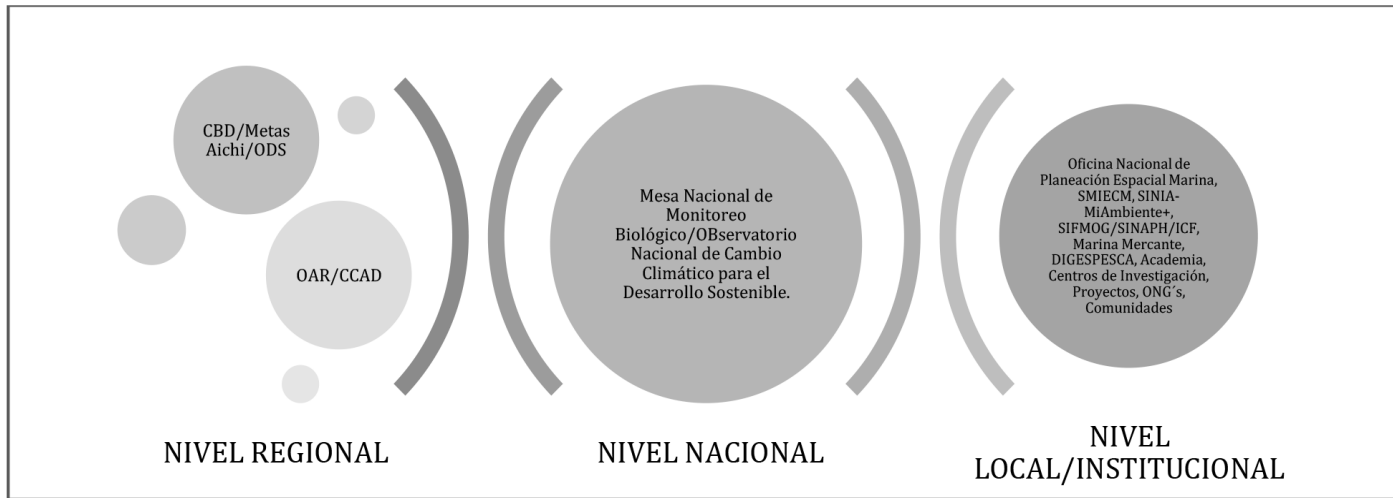 CBD/Metas
Aichi/ODS
OAR/CCAD
NIVEL REGIONAL
Mesa Nacional de
Monitoreo
Biológico/OBservatorio
Nacional de Cambio
Climático para el
Desarrollo Sostenible.
NIVEL NACIONAL
Oficina Nacional de
Planeación Espacial Marina,
SMIECM, SINIA-
MiAmbiente+,
SIFMOG/SINAPH/ICF,
Marina Mercante,
DIGESPESCA, Academia,
Centros de Investigación,
Proyectos, ONG´s,
Comunidades
NIVEL
LOCAL/INSTITUCIONAL